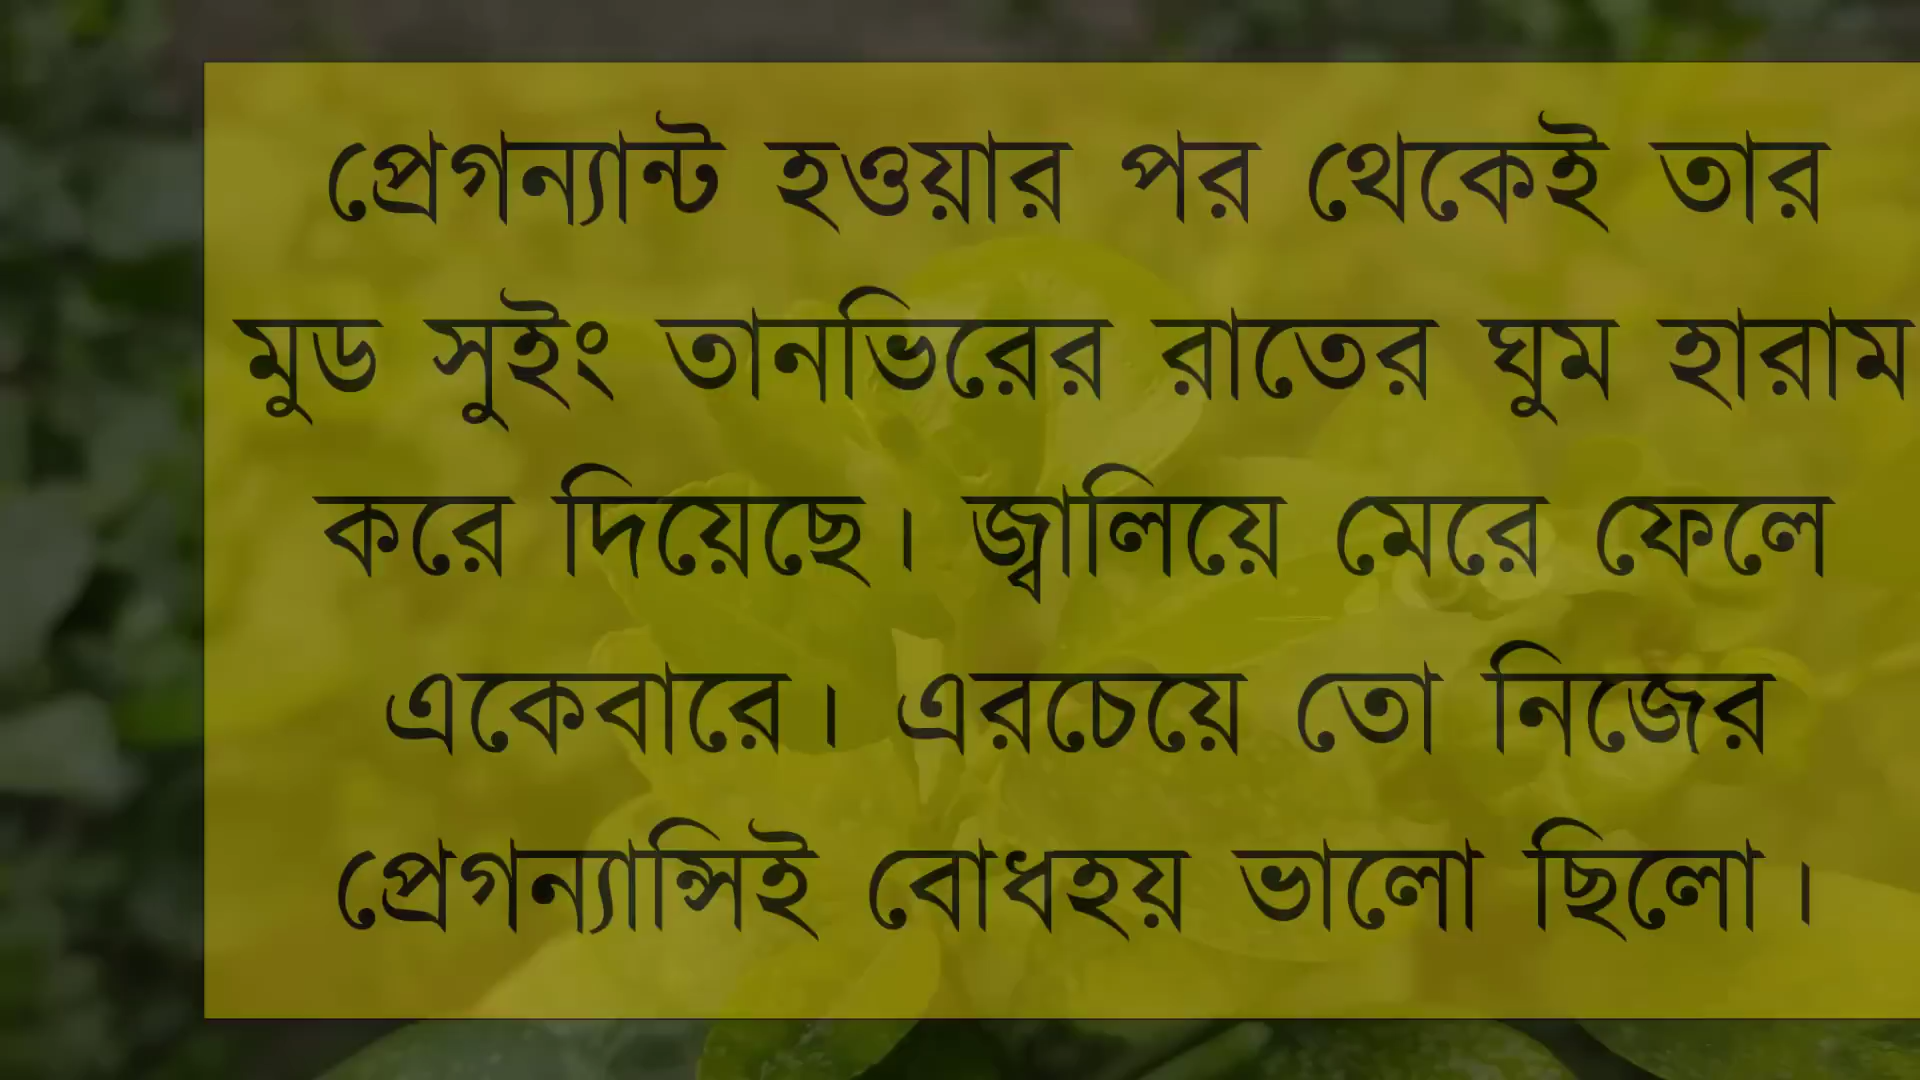 প্রেগন্যান্ট হওয়ার পর থেকেই তার
মুড সুইং তানভিরের রাতের ঘুম হারাম
করে দিয়েছে। জ্বালিয়ে মেরে ফেলে
একেবারে। এরচেয়ে তো নিজের
প্রেগন্যান্সিই বোধহয় ভালো ছিলো।